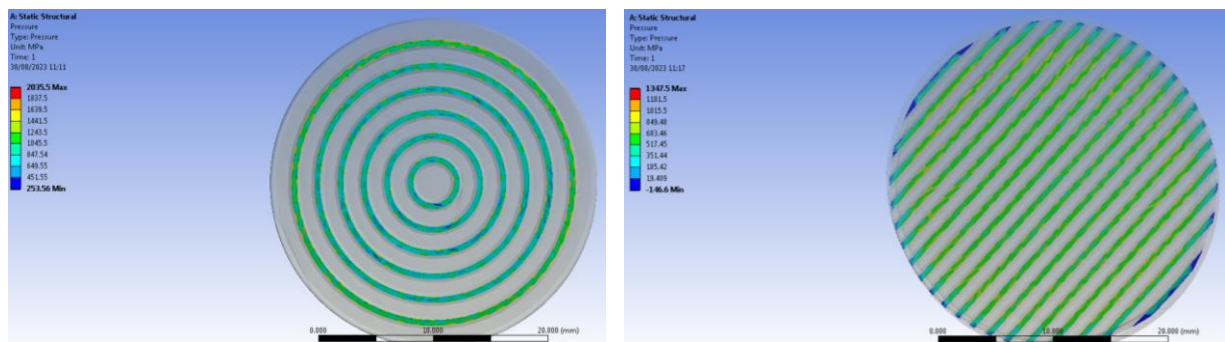 A: Static Structural
Pressure
Type: Pressure
Unit: MPa
Time: 1
30/08/2023 11:11
2035.5 Max
1837.5
1639.5
1441.5
1243.5
1045.5
847.54
649.55
451.55
253.56 Min
0.000
10.000
20.000 (mm)
A: Static Structural
Pressure
Type: Pressure
Unit: MPa
Time: 1
30/08/2023 11:17
1347.5 Max
1181.5
1015.5
849.48
683.46
517.45
351.44
185.42
19.409
-146.6 Min
0.000
10.000
20.000 (mm)